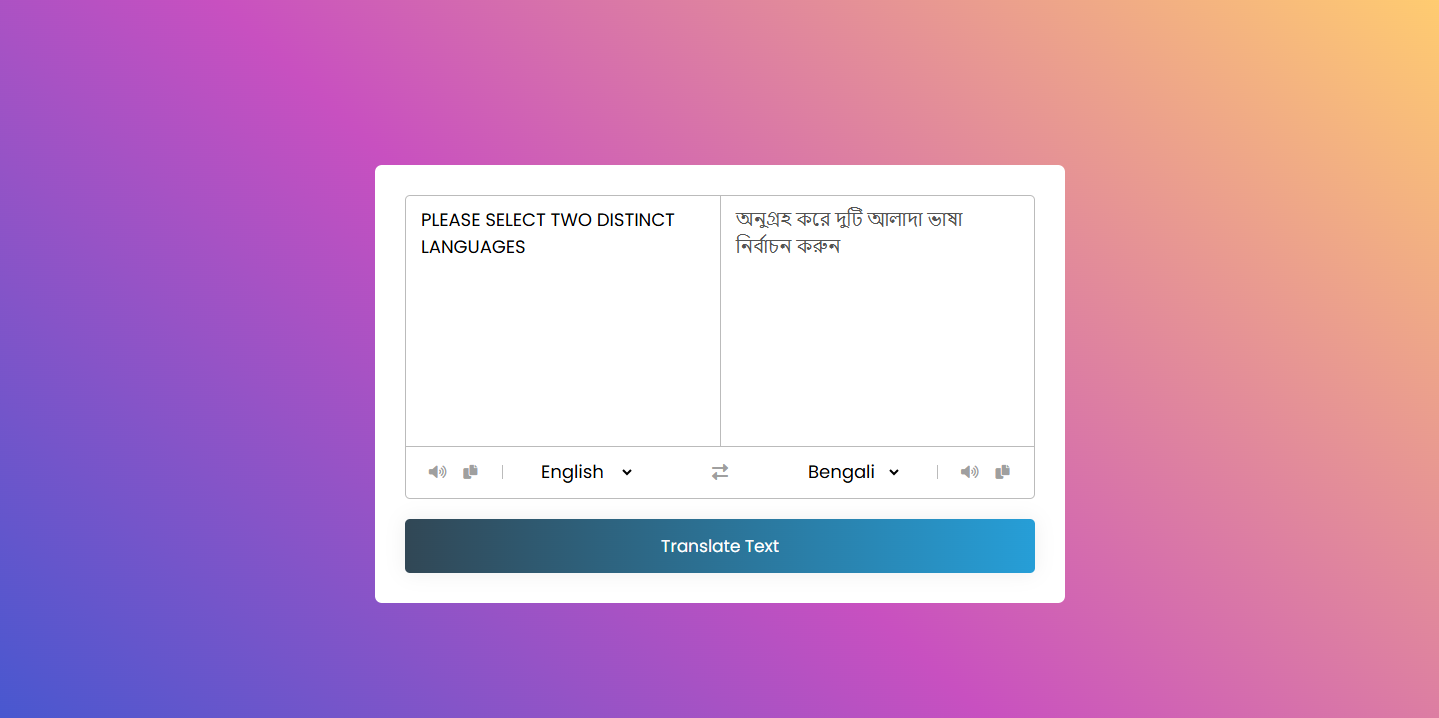 PLEASE SELECT TWO DISTINCT
LANGUAGES
অনুগ্রহ করে দুটি আলাদা ভাষা
নির্বাচন করুন
English
Bengali
Translate Text